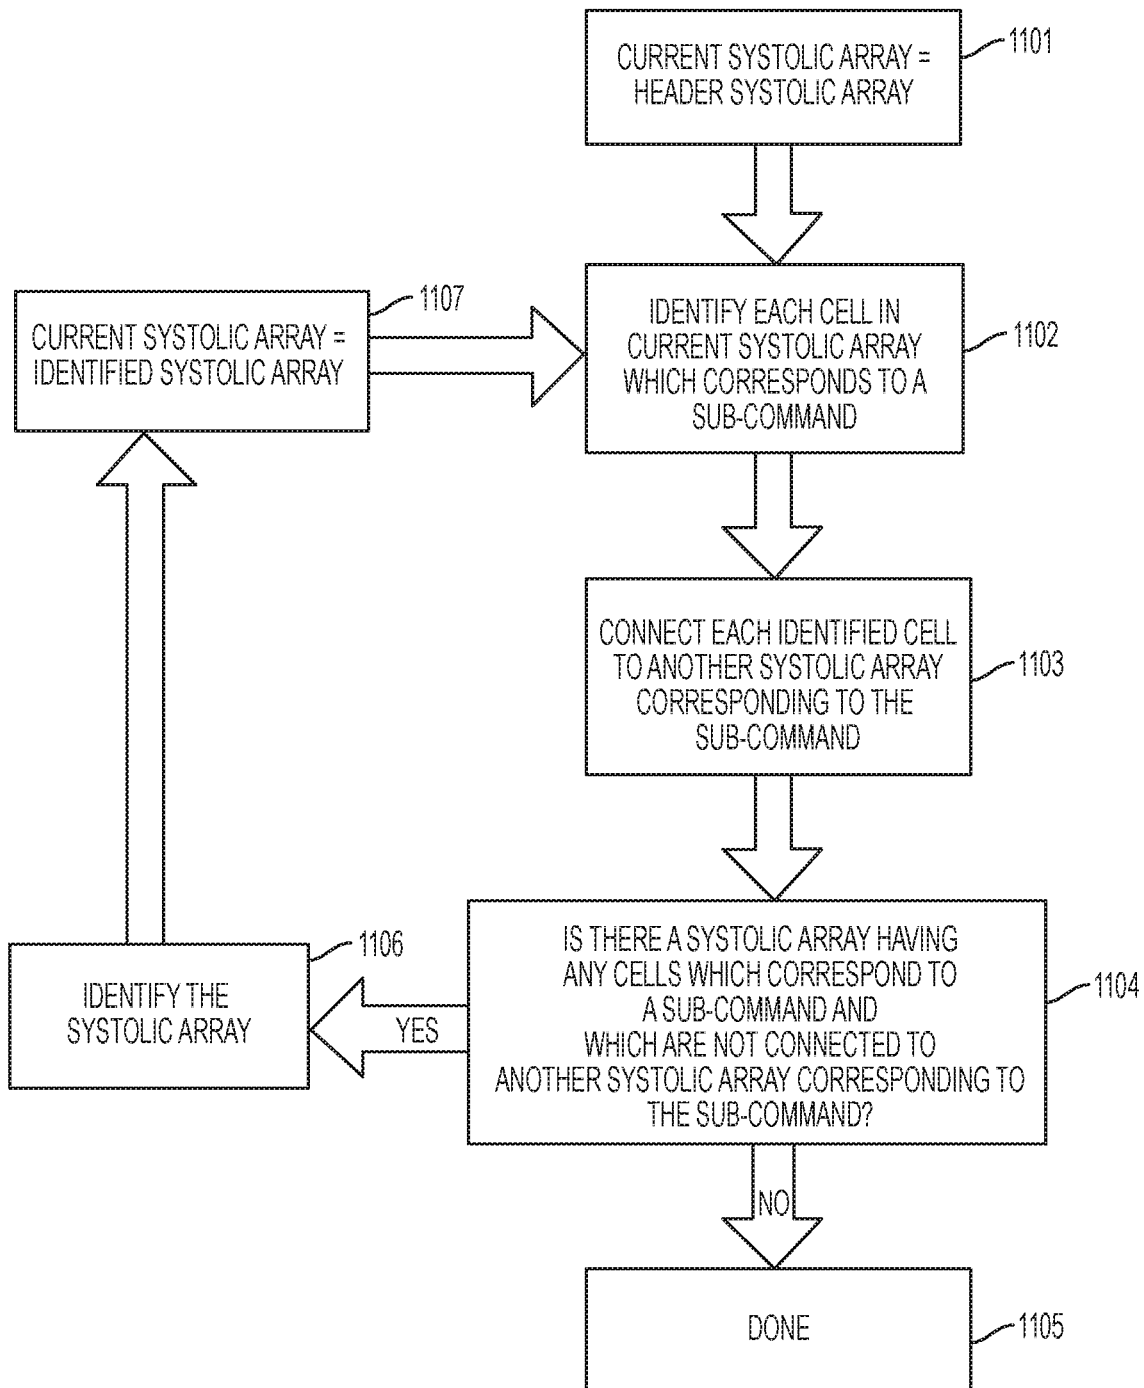 CURRENT SYSTOLIC ARRAY =
HEADER SYSTOLIC ARRAY
1101
IDENTIFY EACH CELL IN
CURRENT SYSTOLIC ARRAY
WHICH CORRESPONDS TO A
SUB-COMMAND
1102
CURRENT SYSTOLIC ARRAY =
IDENTIFIED SYSTOLIC ARRAY
1107
CONNECT EACH IDENTIFIED CELL
TO ANOTHER SYSTOLIC ARRAY
CORRESPONDING TO THE
SUB-COMMAND
1103
IS THERE A SYSTOLIC ARRAY HAVING
ANY CELLS WHICH CORRESPOND TO
A SUB-COMMAND AND
WHICH ARE NOT CONNECTED TO
ANOTHER SYSTOLIC ARRAY CORRESPONDING TO
THE SUB-COMMAND?
1104
YES
IDENTIFY THE
SYSTOLIC ARRAY
1106
NO
DONE
1105